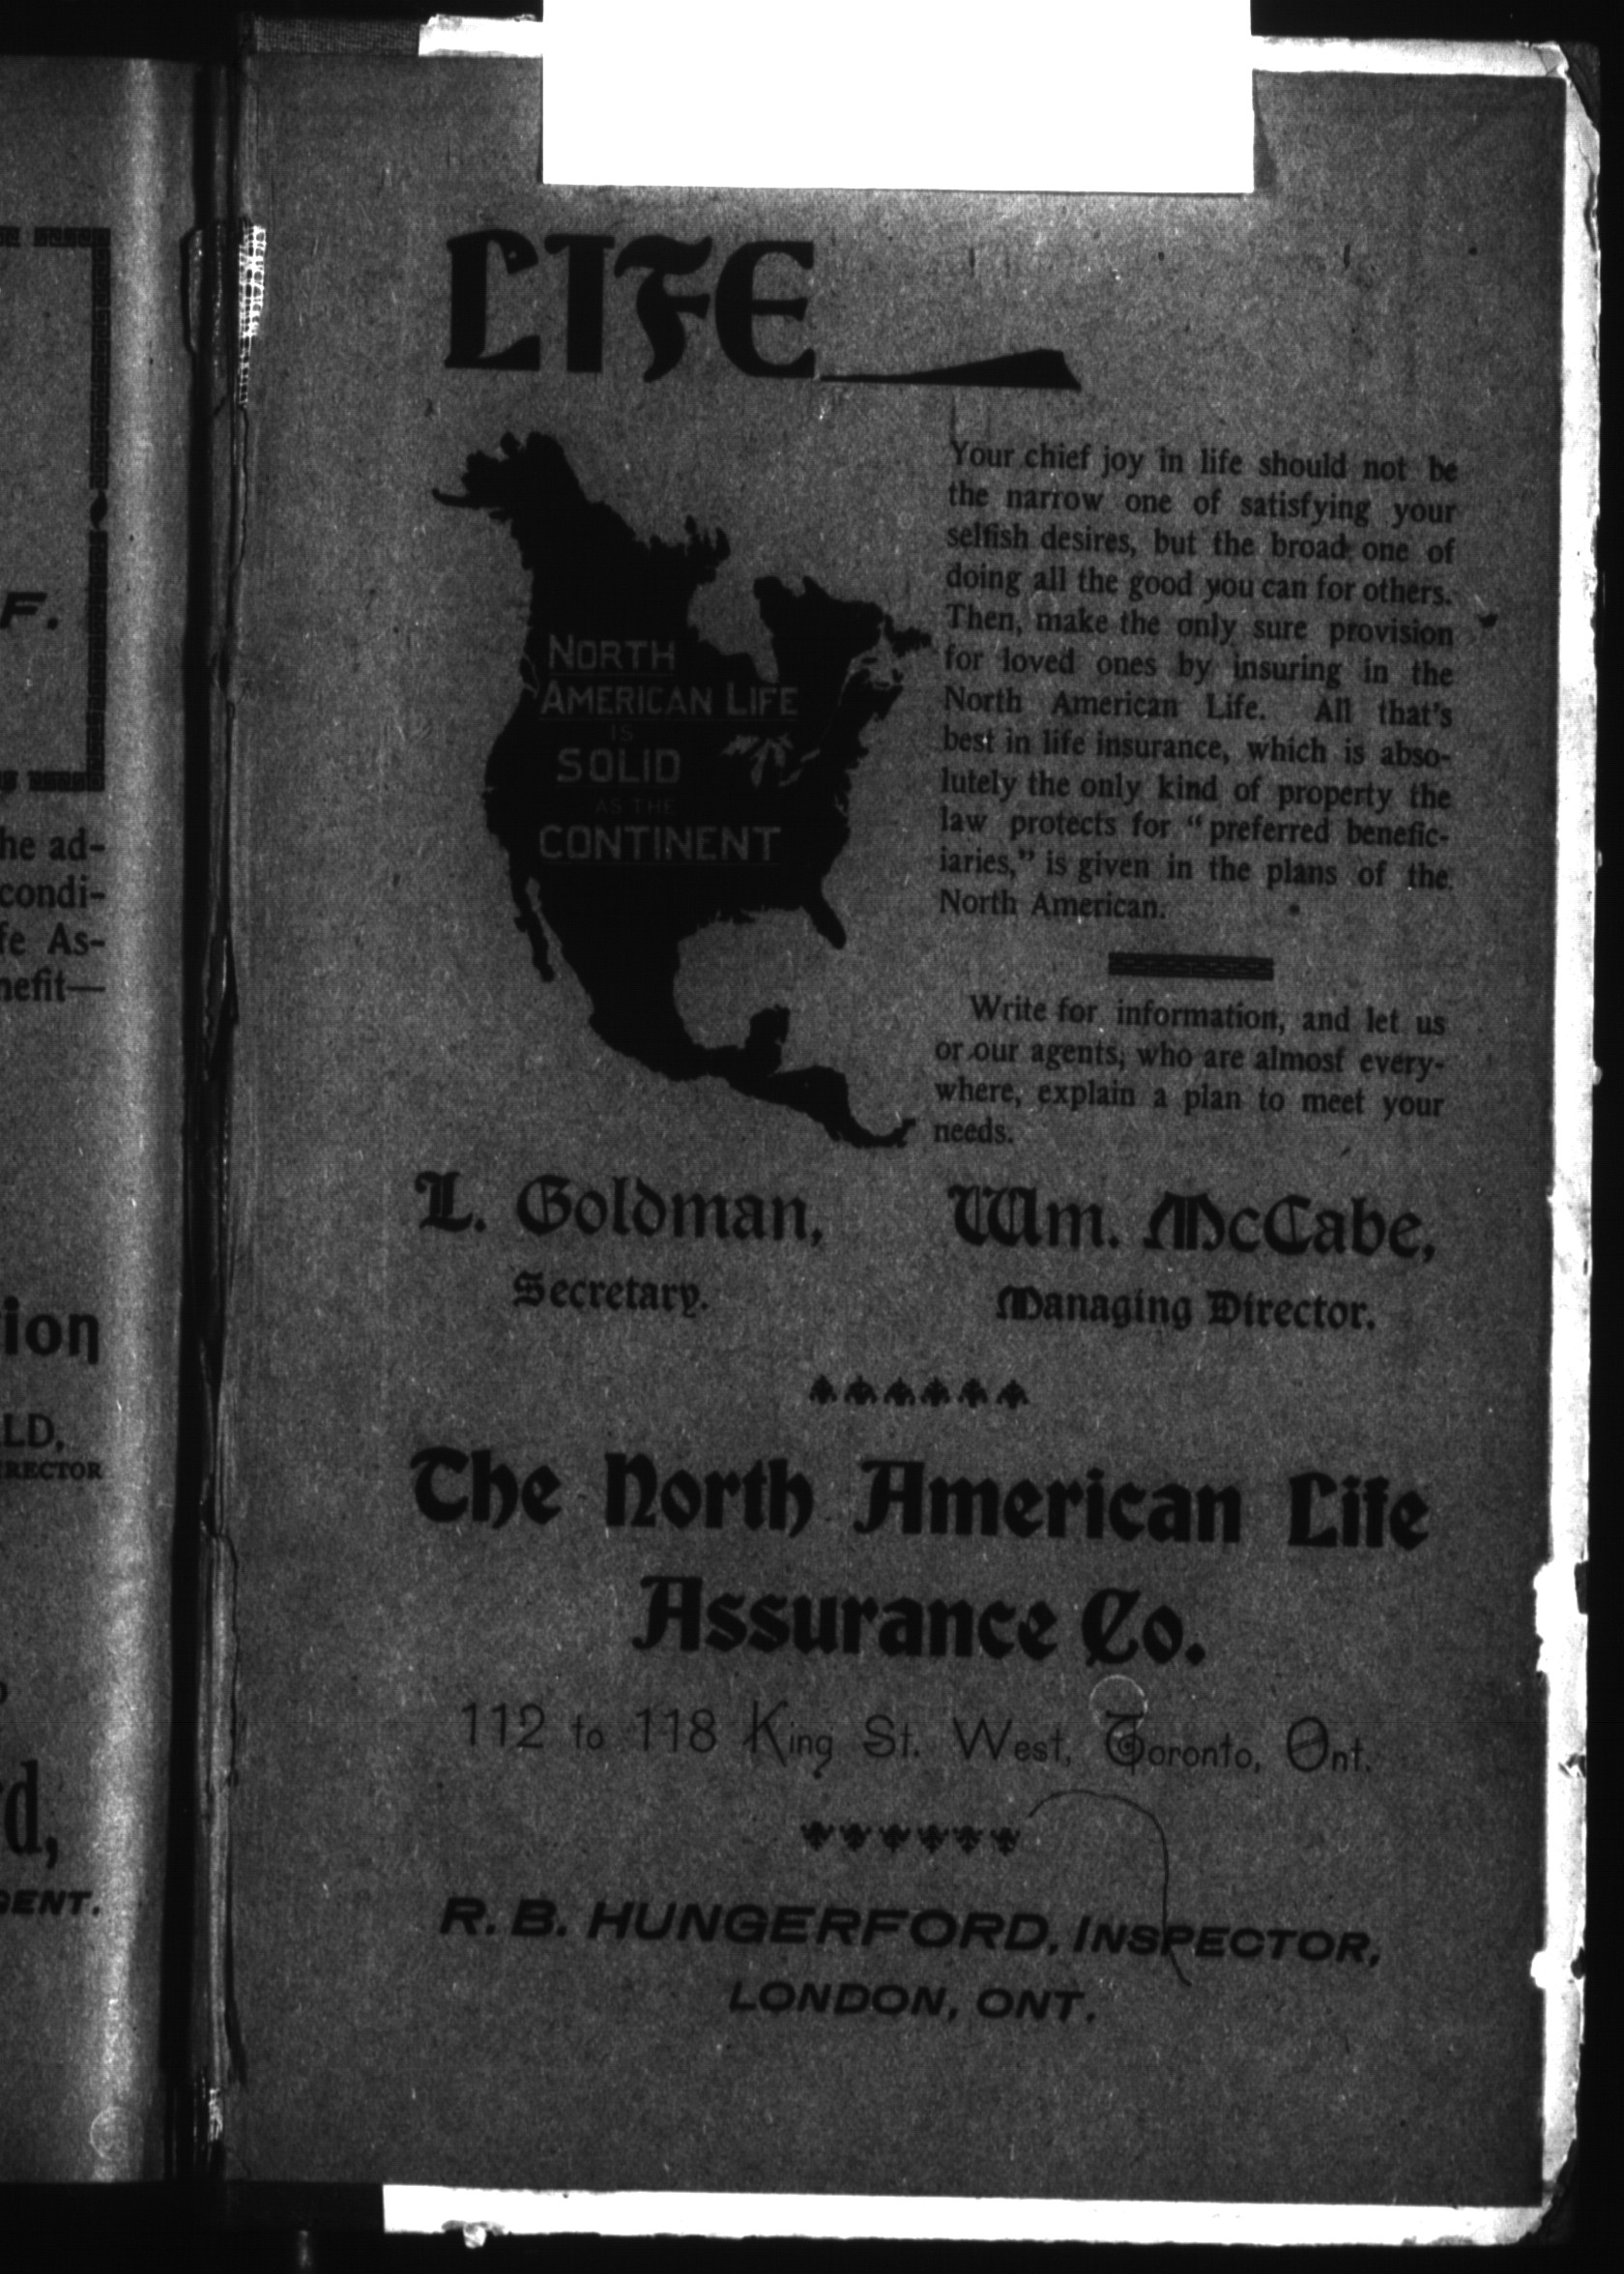 F.
he ad-
condi-
fe As-
nefit—
ion
LD,
RECTOR
d,
GENT.
LIFE
NORTH
AMERICAN LIFE
IS
SOLID
AS THE
CONTINENT
Your chief joy in life should not be
the narrow one of satisfying your
selfish desires, but the broad one of
doing all the good you can for others.
Then, make the only sure provision
for loved ones by insuring in the
North American Life. All that's
best in life insurance, which is abso-
lutely the only kind of property the
law protects for "preferred benefic-
iaries," is given in the plans of the
North American.
Write for information, and let us
or our agents, who are almost every-
where, explain a plan to meet your
needs.
L. Goldman, Wm. McCabe,
Secretary. Managing Director.
The North American Life
Assurance Co.
112 to 118 King St. West, Toronto, Ont.
R. B. HUNGERFORD, INSPECTOR,
LONDON, ONT.